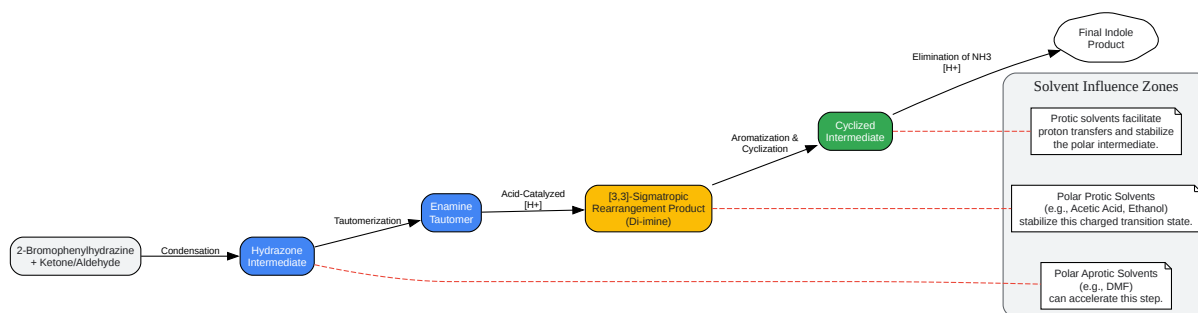 2-Bromophenylhydrazine
+ Ketone/Aldehyde
Condensation
Hydrazone
Intermediate
Tautomerization
Enamine
Tautomer
Acid-Catalyzed
[H+]
[3,3]-Sigmatropic
Rearrangement Product
(Di-imine)
Aromatization &
Cyclization
Cyclized
Intermediate
Elimination of NH3
[H+]
Final Indole
Product
Solvent Influence Zones
Protic solvents facilitate
proton transfers and stabilize
the polar intermediate.
Polar Protic Solvents
(e.g., Acetic Acid, Ethanol)
stabilize this charged transition state.
Polar Aprotic Solvents
(e.g., DMF)
can accelerate this step.